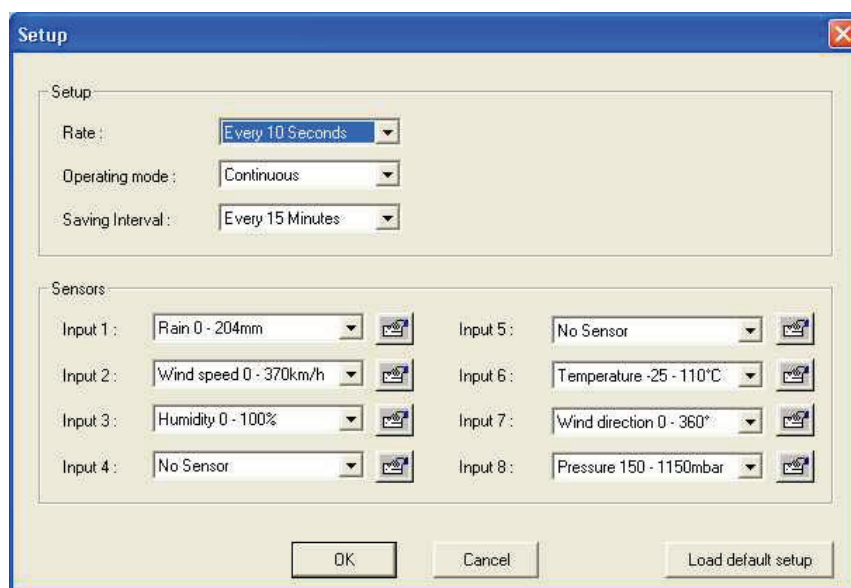 Setup
Setup
Rate :
Every 10 Seconds
Operating mode :
Continuous
Saving Interval :
Every 15 Minutes
Sensors
Input 1 :
Rain 0 - 204mm
Input 5 :
No Sensor
Input 2 :
Wind speed 0 - 370km/h
Input 6 :
Temperature -25 - 110°C
Input 3 :
Humidity 0 - 100%
Input 7 :
Wind direction 0 - 360°
Input 4 :
No Sensor
Input 8 :
Pressure 150 - 1150mbar
OK
Cancel
Load default setup